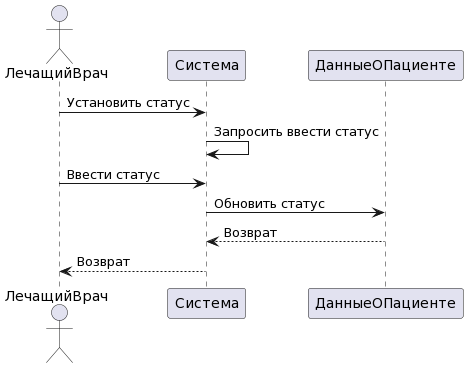 ЛечащийВрач
Система
ДанныеОПациенте
Установить статус
Запросить ввести статус
Ввести статус
Обновить статус
Возврат
Возврат
ЛечащийВрач
Система
ДанныеОПациенте